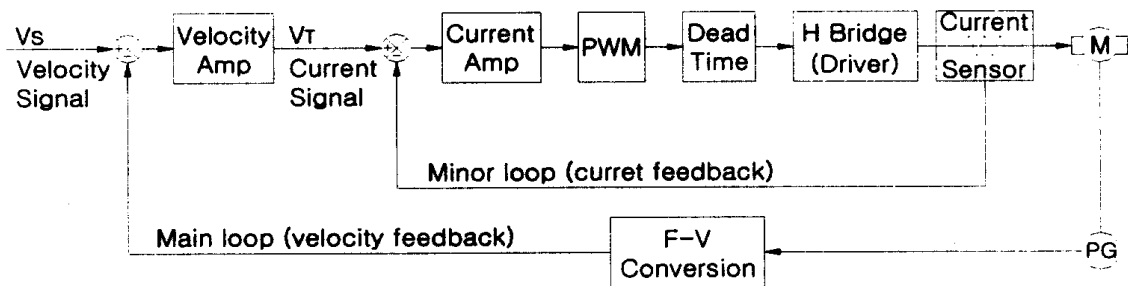 Vs
Velocity
Signal
Velocity
Amp
VT
Current
Signal
Current
Amp
PWM
Dead
Time
H Bridge
(Driver)
Current
Sensor
M
Minor loop (curret feedback)
Main loop (velocity feedback)
F-V
Conversion
PG